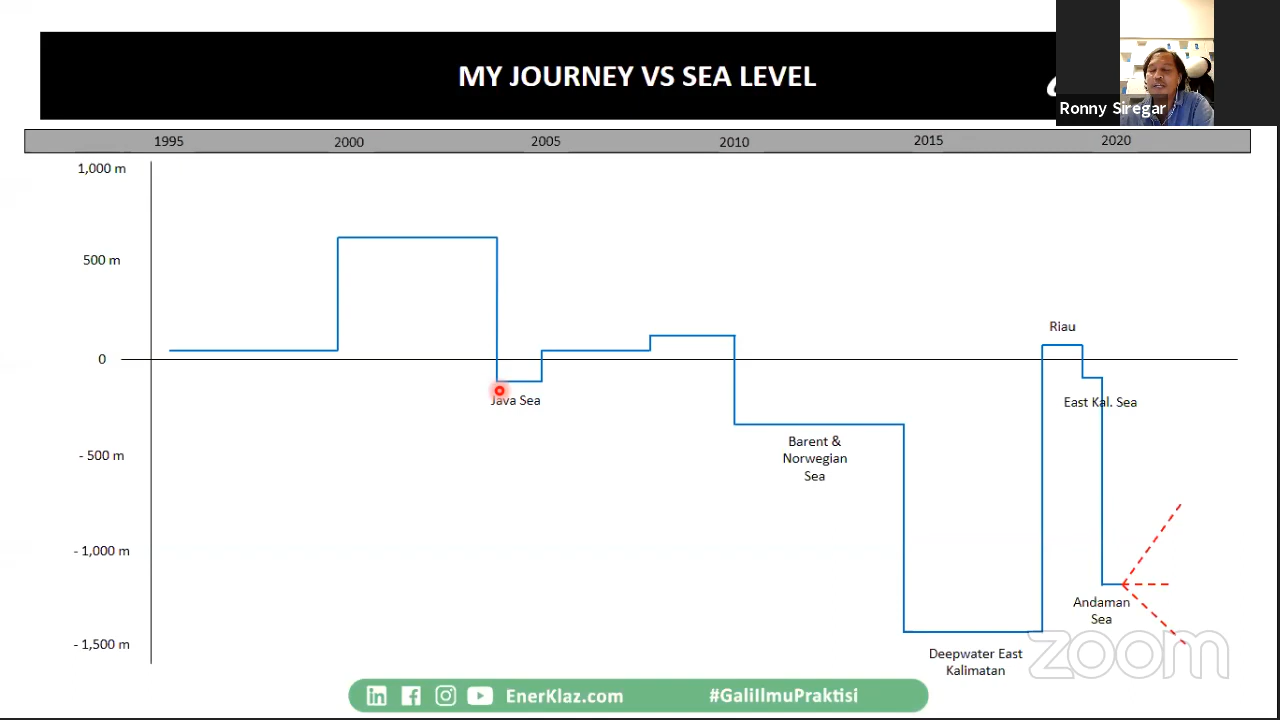 MY JOURNEY VS SEA LEVEL
Ronny Siregar
1995 2000 2005 2010 2015 2020
1,000 m
500 m
0
- 500 m
- 1,000 m
- 1,500 m
Java Sea
Barent &
Norwegian
Sea
Deepwater East
Kalimatan
Riau
East Kal. Sea
Andaman
Sea
zoom
EnerKlaz.com #GaliIlmuPraktisi